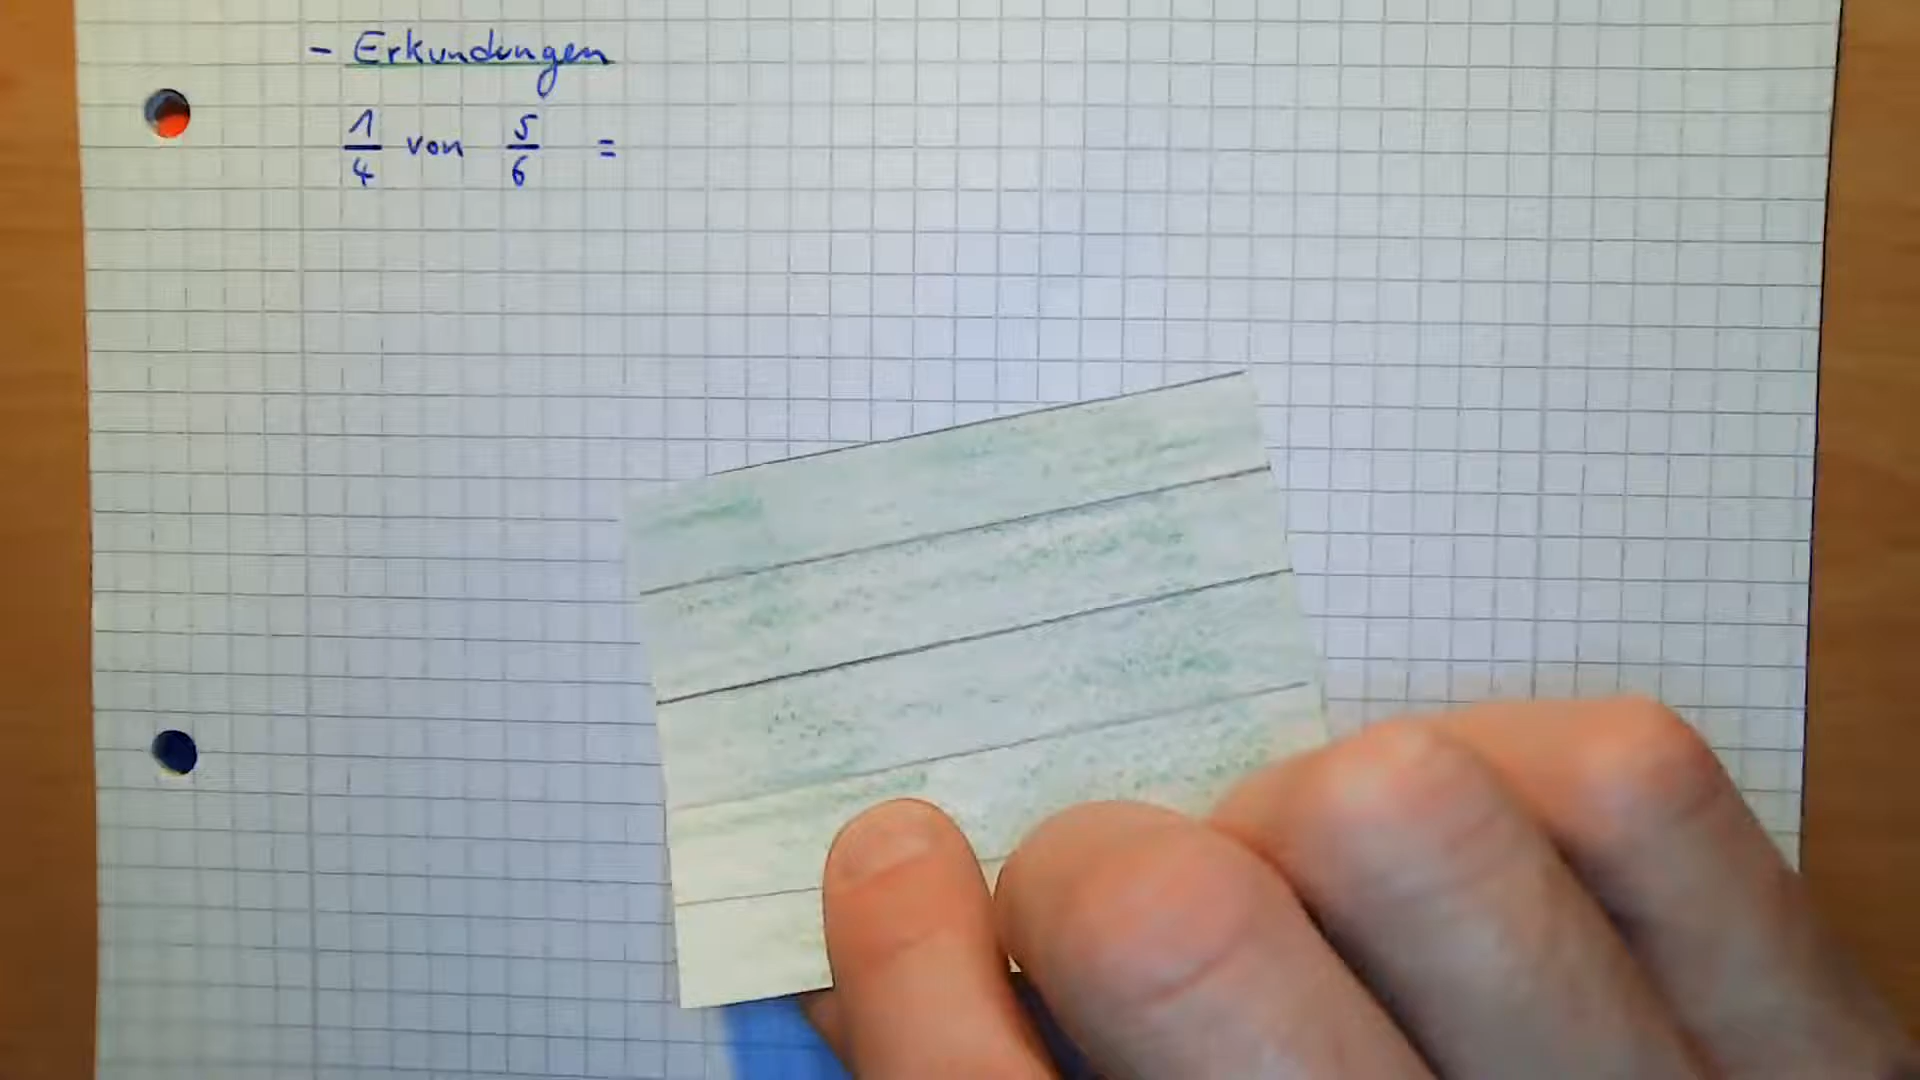 - Erkundungen
1/4 von 5/6 =